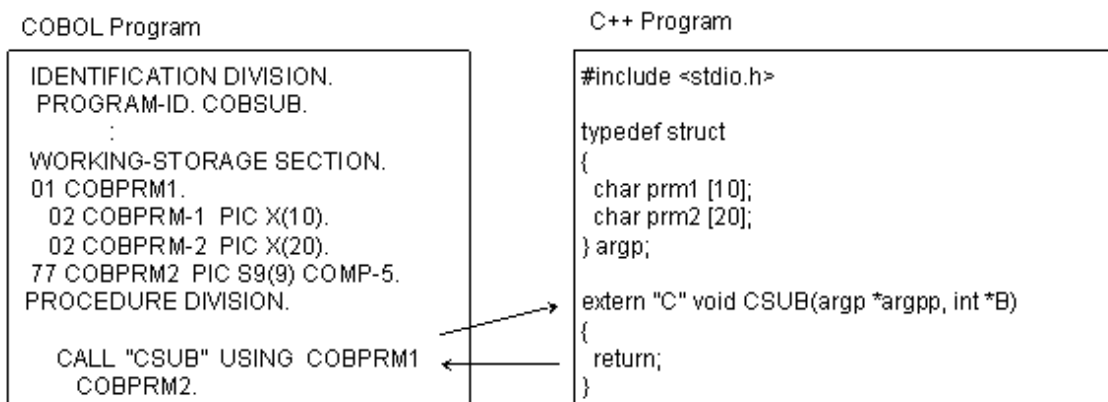 COBOL Program
IDENTIFICATION DIVISION.
PROGRAM-ID. COBSUB.
:
WORKING-STORAGE SECTION.
01 COBPRM1.
02 COBPRM-1 PIC X(10).
02 COBPRM-2 PIC X(20).
77 COBPRM2 PIC S9(9) COMP-5.
PROCEDURE DIVISION.
CALL "CSUB" USING COBPRM1
COBPRM2.
C++ Program
#include <stdio.h>
typedef struct
{
char prm1 [10];
char prm2 [20];
} argp;
extern "C" void CSUB(argp *argpp, int *B)
{
return;
}